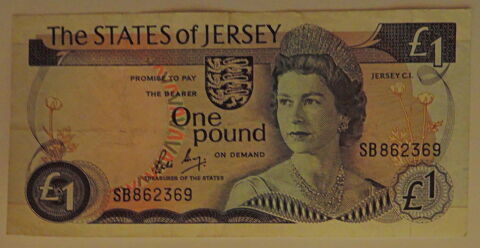 The STATES of JERSEY
£1
PROMISE TO PAY
THE BEARER
JERSEY C.I.
One
pound
ON DEMAND
SB862369
TREASURER OF THE STATES
SB862369
£1
£1